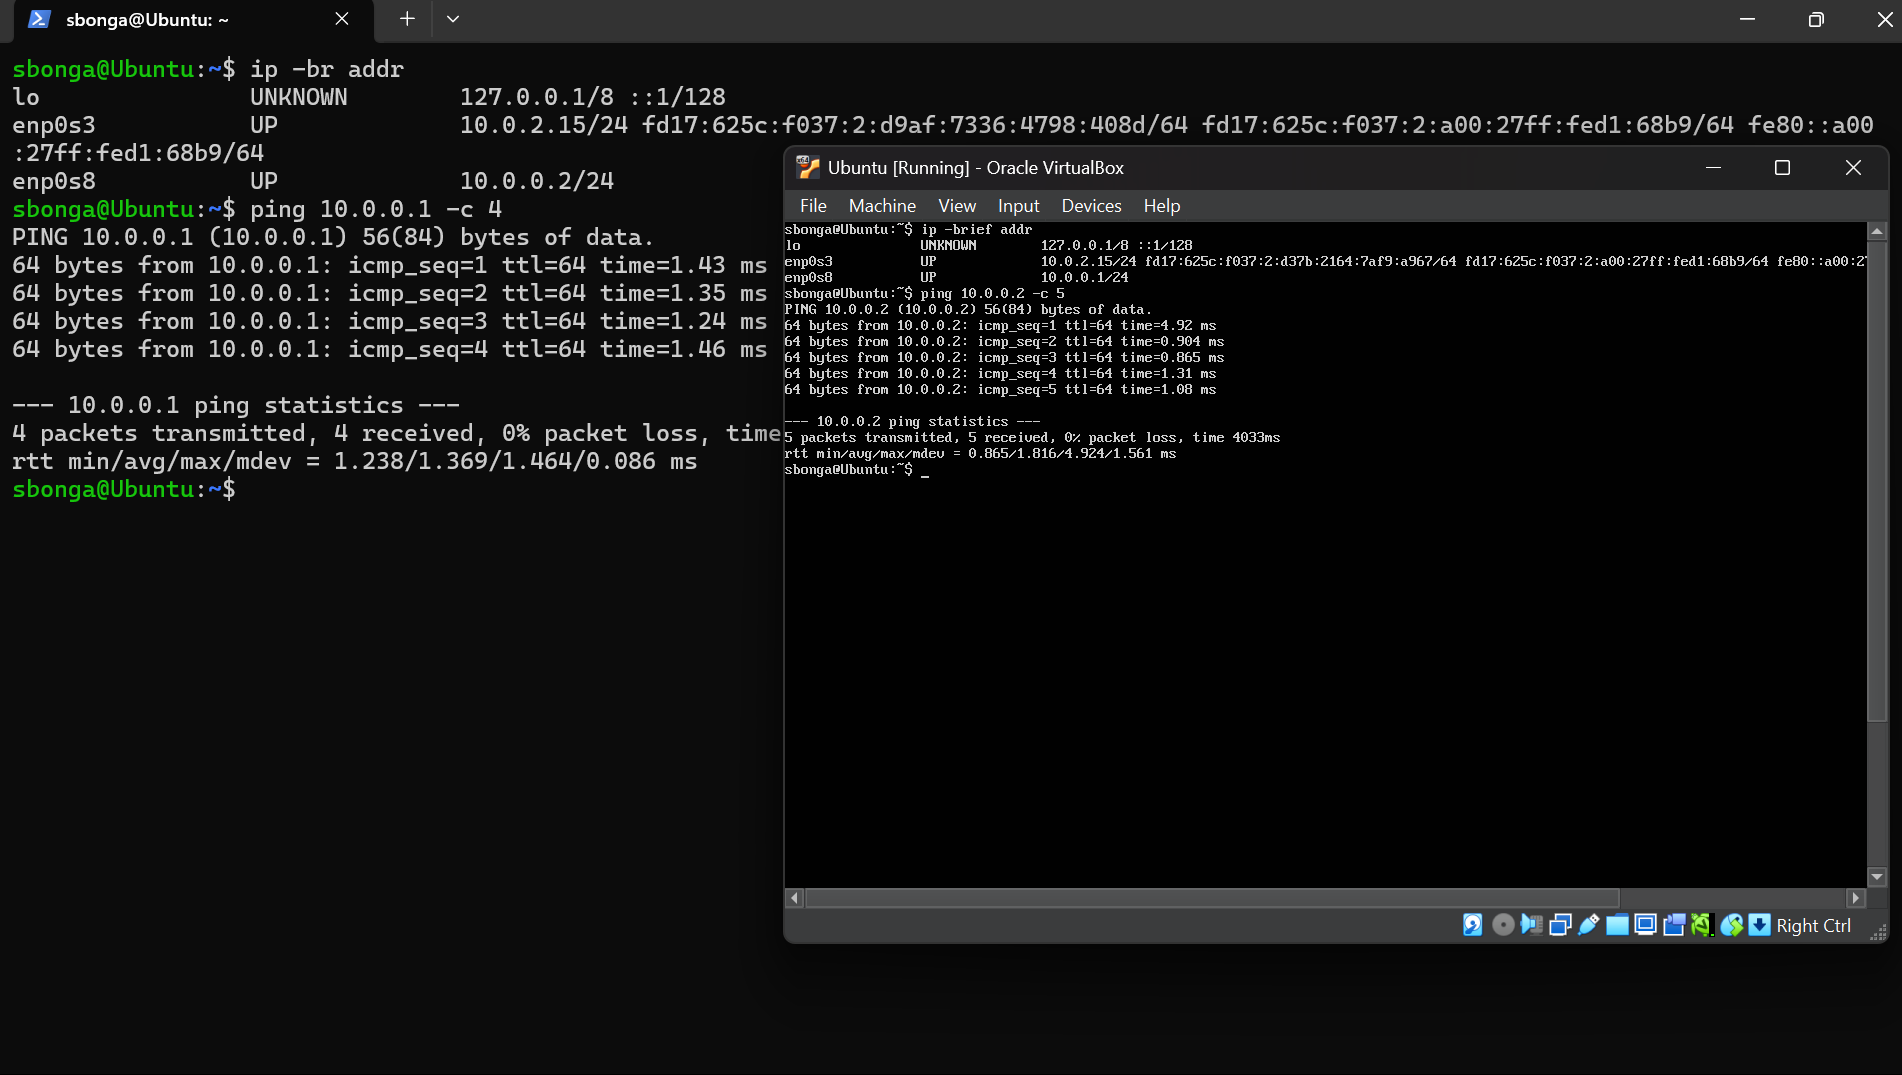 sbonga@Ubuntu: ~
sbonga@Ubuntu:~$ ip -br addr
lo UNKNOWN 127.0.0.1/8 ::1/128
enp0s3 UP 10.0.2.15/24 fd17:625c:f037:2:d9af:7336:4798:408d/64 fd17:625c:f037:2:a00:27ff:fed1:68b9/64 fe80::a00
:27ff:fed1:68b9/64
enp0s8 UP 10.0.0.2/24
sbonga@Ubuntu:~$ ping 10.0.0.1 -c 4
PING 10.0.0.1 (10.0.0.1) 56(84) bytes of data.
64 bytes from 10.0.0.1: icmp_seq=1 ttl=64 time=1.43 ms
64 bytes from 10.0.0.1: icmp_seq=2 ttl=64 time=1.35 ms
64 bytes from 10.0.0.1: icmp_seq=3 ttl=64 time=1.24 ms
64 bytes from 10.0.0.1: icmp_seq=4 ttl=64 time=1.46 ms
--- 10.0.0.1 ping statistics ---
4 packets transmitted, 4 received, 0% packet loss, time
rtt min/avg/max/mdev = 1.238/1.369/1.464/0.086 ms
sbonga@Ubuntu:~$
Ubuntu [Running] - Oracle VirtualBox
File Machine View Input Devices Help
sbonga@Ubuntu:~$ ip -brief addr
lo UNKNOWN 127.0.0.1/8 ::1/128
enp0s3 UP 10.0.2.15/24 fd17:625c:f037:2:d37b:2164:7af9:a967/64 fd17:625c:f037:2:a00:27ff:fed1:68b9/64 fe80::a00:2
enp0s8 UP 10.0.0.1/24
sbonga@Ubuntu:~$ ping 10.0.0.2 -c 5
PING 10.0.0.2 (10.0.0.2) 56(84) bytes of data.
64 bytes from 10.0.0.2: icmp_seq=1 ttl=64 time=4.92 ms
64 bytes from 10.0.0.2: icmp_seq=2 ttl=64 time=0.904 ms
64 bytes from 10.0.0.2: icmp_seq=3 ttl=64 time=0.865 ms
64 bytes from 10.0.0.2: icmp_seq=4 ttl=64 time=1.31 ms
64 bytes from 10.0.0.2: icmp_seq=5 ttl=64 time=1.08 ms
--- 10.0.0.2 ping statistics ---
5 packets transmitted, 5 received, 0% packet loss, time 4033ms
rtt min/avg/max/mdev = 0.865/1.816/4.924/1.561 ms
sbonga@Ubuntu:~$ _
Right Ctrl